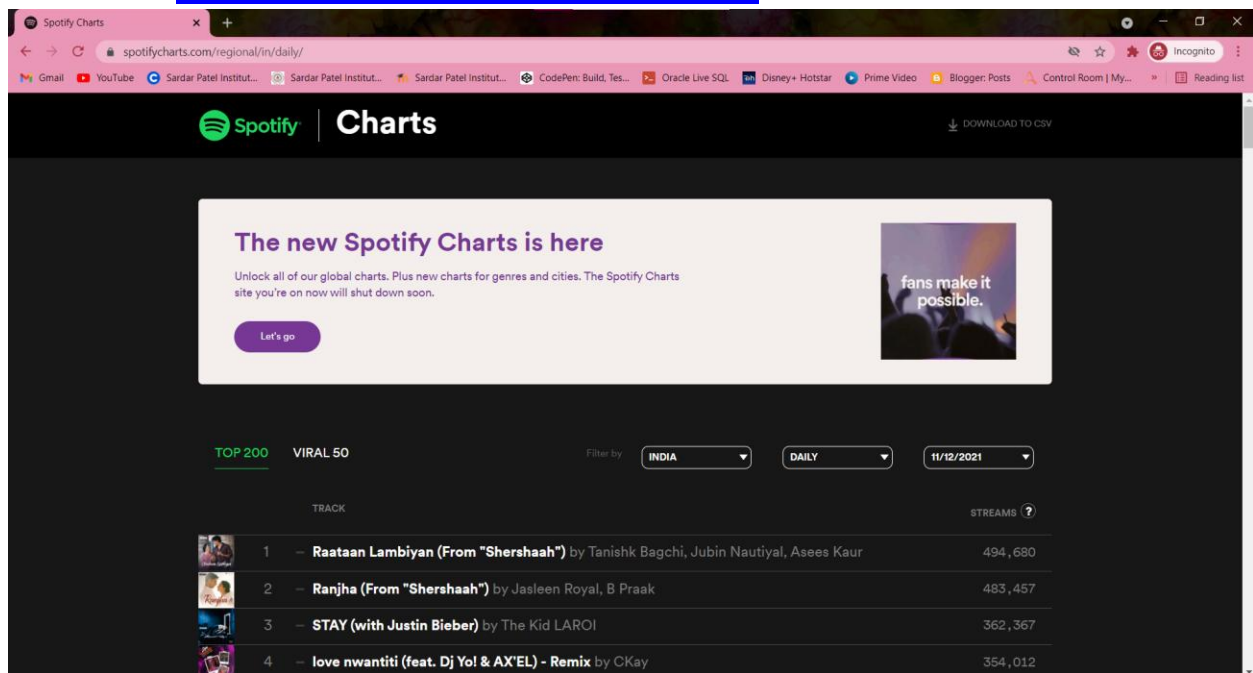 Spotify Charts
spotifycharts.com/regional/in/daily/
Incognito
Gmail YouTube Sardar Patel Institut... Sardar Patel Institut... Sardar Patel Institut... CodePen: Build, Tes... Oracle Live SQL Disney+ Hotstar Prime Video Blogger: Posts Control Room | My... » Reading list
Spotify Charts DOWNLOAD TO CSV
The new Spotify Charts is here
Unlock all of our global charts. Plus new charts for genres and cities. The Spotify Charts
site you're on now will shut down soon.
Let's go
fans make it
possible.
TOP 200 VIRAL 50 Filter by INDIA DAILY 11/12/2021
TRACK STREAMS ?
1 – Raataan Lambiyan (From "Shershaah") by Tanishk Bagchi, Jubin Nautiyal, Asees Kaur 494,680
2 – Ranjha (From "Shershaah") by Jasleen Royal, B Praak 483,457
3 – STAY (with Justin Bieber) by The Kid LAROI 362,367
4 – love nwantiti (feat. Dj Yo! & AX'EL) - Remix by CKay 354,012